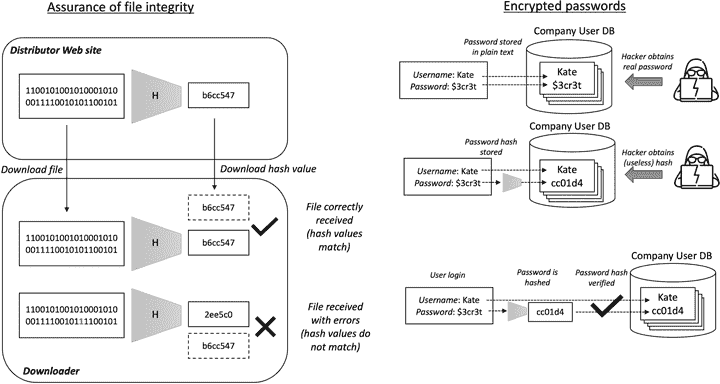 Assurance of file integrity
Distributor Web site
1100101001010001010
0011110010101100101
H
b6cc547
Download file
Download hash value
b6cc547
1100101001010001010
0011110010101100101
H
b6cc547
File correctly
received
(hash values
match)
1100101001010001010
0011110010111100101
H
2ee5c0
b6cc547
File received
with errors
(hash values do
not match)
Downloader
Encrypted passwords
Company User DB
Password stored
in plain text
Username: Kate
Password: $3cr3t
Kate
$3cr3t
Hacker obtains
real password
Company User DB
Password hash
stored
Username: Kate
Password: $3cr3t
Kate
cc01d4
Hacker obtains
(useless) hash
Company User DB
User login
Password is
hashed
Password hash
verified
Username: Kate
Password: $3cr3t
cc01d4
Kate
cc01d4